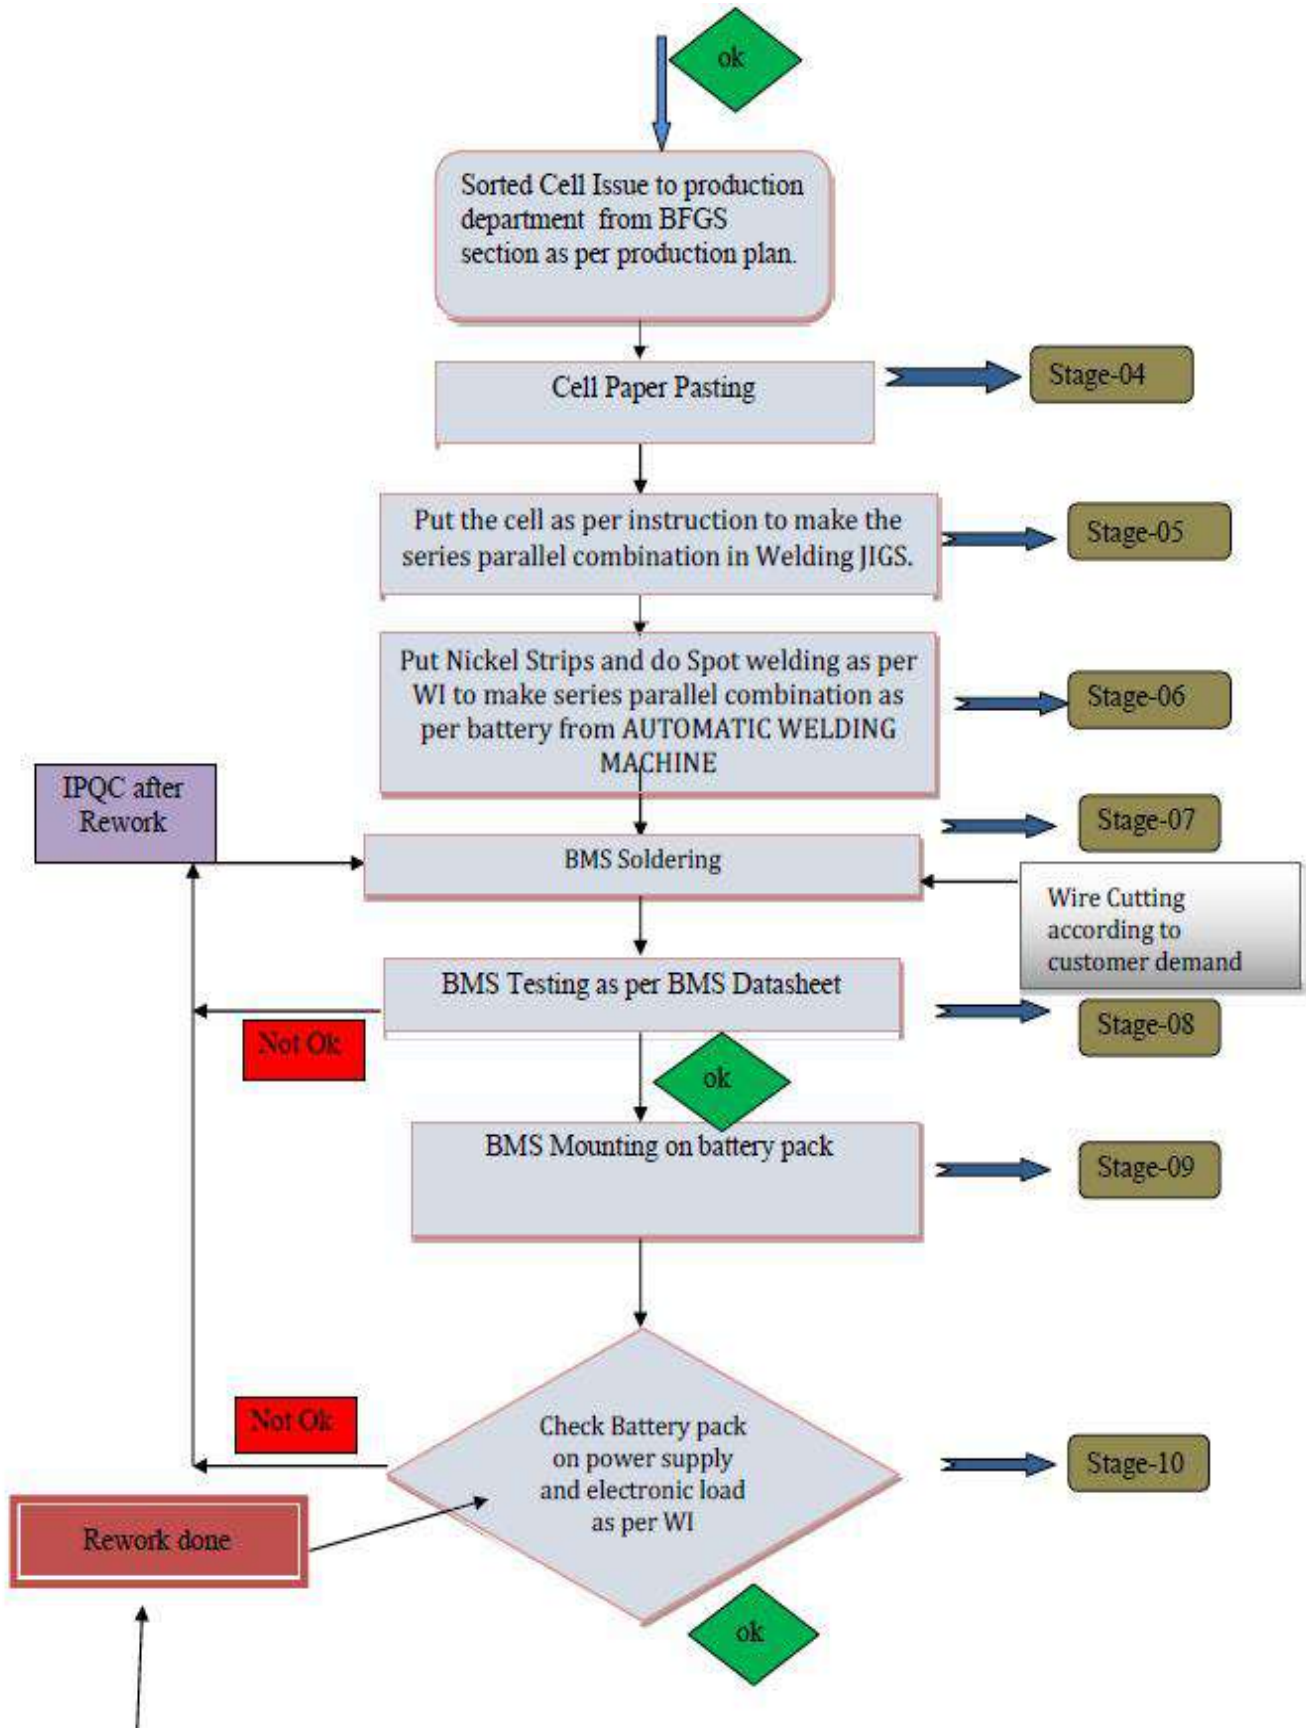 ok
Sorted Cell Issue to production
department from BFGS
section as per production plan.
Cell Paper Pasting
Stage-04
Put the cell as per instruction to make the
series parallel combination in Welding JIGS.
Stage-05
Put Nickel Strips and do Spot welding as per
WI to make series parallel combination as
per battery from AUTOMATIC WELDING
MACHINE
Stage-06
IPQC after
Rework
Stage-07
BMS Soldering
Wire Cutting
according to
customer demand
BMS Testing as per BMS Datasheet
Stage-08
Not Ok
ok
BMS Mounting on battery pack
Stage-09
Not Ok
Check Battery pack
on power supply
and electronic load
as per WI
Stage-10
Rework done
ok